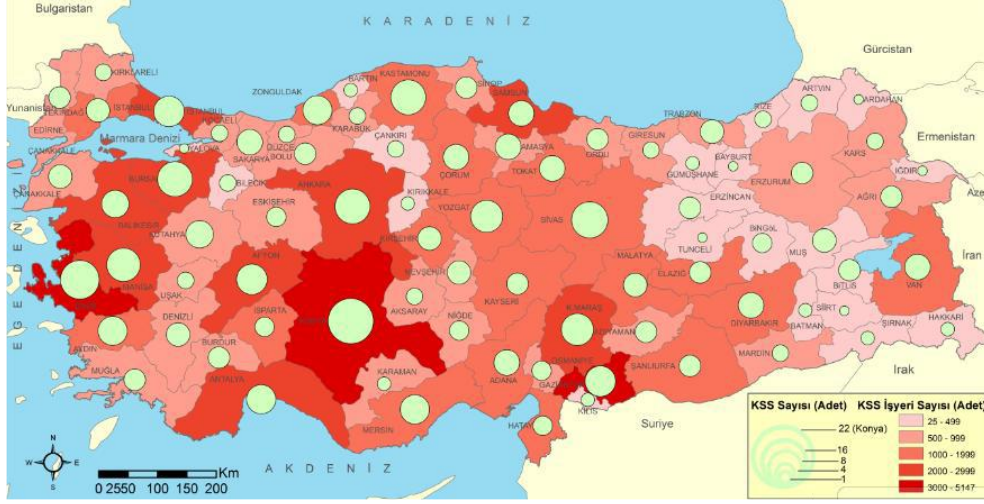 Bulgaristan
K A R A D E N İ Z
Gürcistan
KIRKLARELİ
BARTIN
KASTAMONU
SİNOP
ZONGULDAK
SAMSUN
ARTVİN
ARDAHAN
Yunanistan
TEKİRDAĞ
İSTANBUL
İSTANBUL
KARABÜK
TRABZON
RİZE
EDİRNE
Marmara Denizi
KOCAELİ
DÜZCE
ÇANKIRI
AMASYA
ORDU
GİRESUN
Ermenistan
ÇANAKKALE
YALOVA
SAKARYA
BOLU
ÇORUM
TOKAT
BAYBURT
GÜMÜŞHANE
KARS
ÇANAKKALE
BURSA
BİLECİK
ANKARA
KIRIKKALE
ERZURUM
IĞDIR
Aze
ESKİŞEHİR
YOZGAT
SİVAS
ERZİNCAN
AĞRI
BALIKESİR
KÜTAHYA
KIRŞEHİR
TUNCELİ
BİNGÖL
MUŞ
İran
AFYON
NEVŞEHİR
MALATYA
ELAZIĞ
MANİSA
UŞAK
AKSARAY
KAYSERİ
BİTLİS
VAN
E G E D E N İ Z İ
DENİZLİ
ISPARTA
NİĞDE
K.MARAŞ
ADIYAMAN
DİYARBAKIR
BATMAN
SİİRT
ŞIRNAK
HAKKARİ
AYDIN
BURDUR
MARDİN
MUĞLA
ANTALYA
KARAMAN
ADANA
OSMANİYE
GAZİANTEP
ŞANLIURFA
Irak
MERSİN
KİLİS
HATAY
Suriye
A K D E N İ Z
N
W E
S
Km
0 2550 100 150 200
KSS Sayısı (Adet)
22 (Konya)
16
8
4
1
KSS İşyeri Sayısı (Adet)
25 - 499
500 - 999
1000 - 1999
2000 - 2999
3000 - 5147